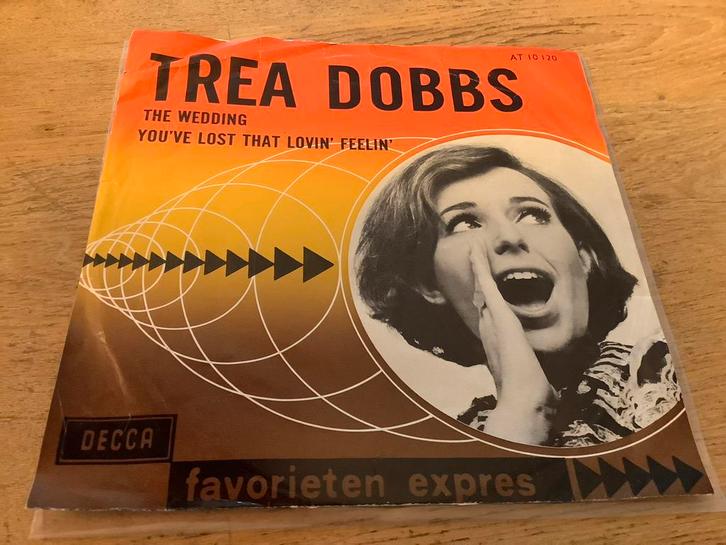 AT 10 120
TREA DOBBS
THE WEDDING
YOU'VE LOST THAT LOVIN' FEELIN'
DECCA
favorieten expres